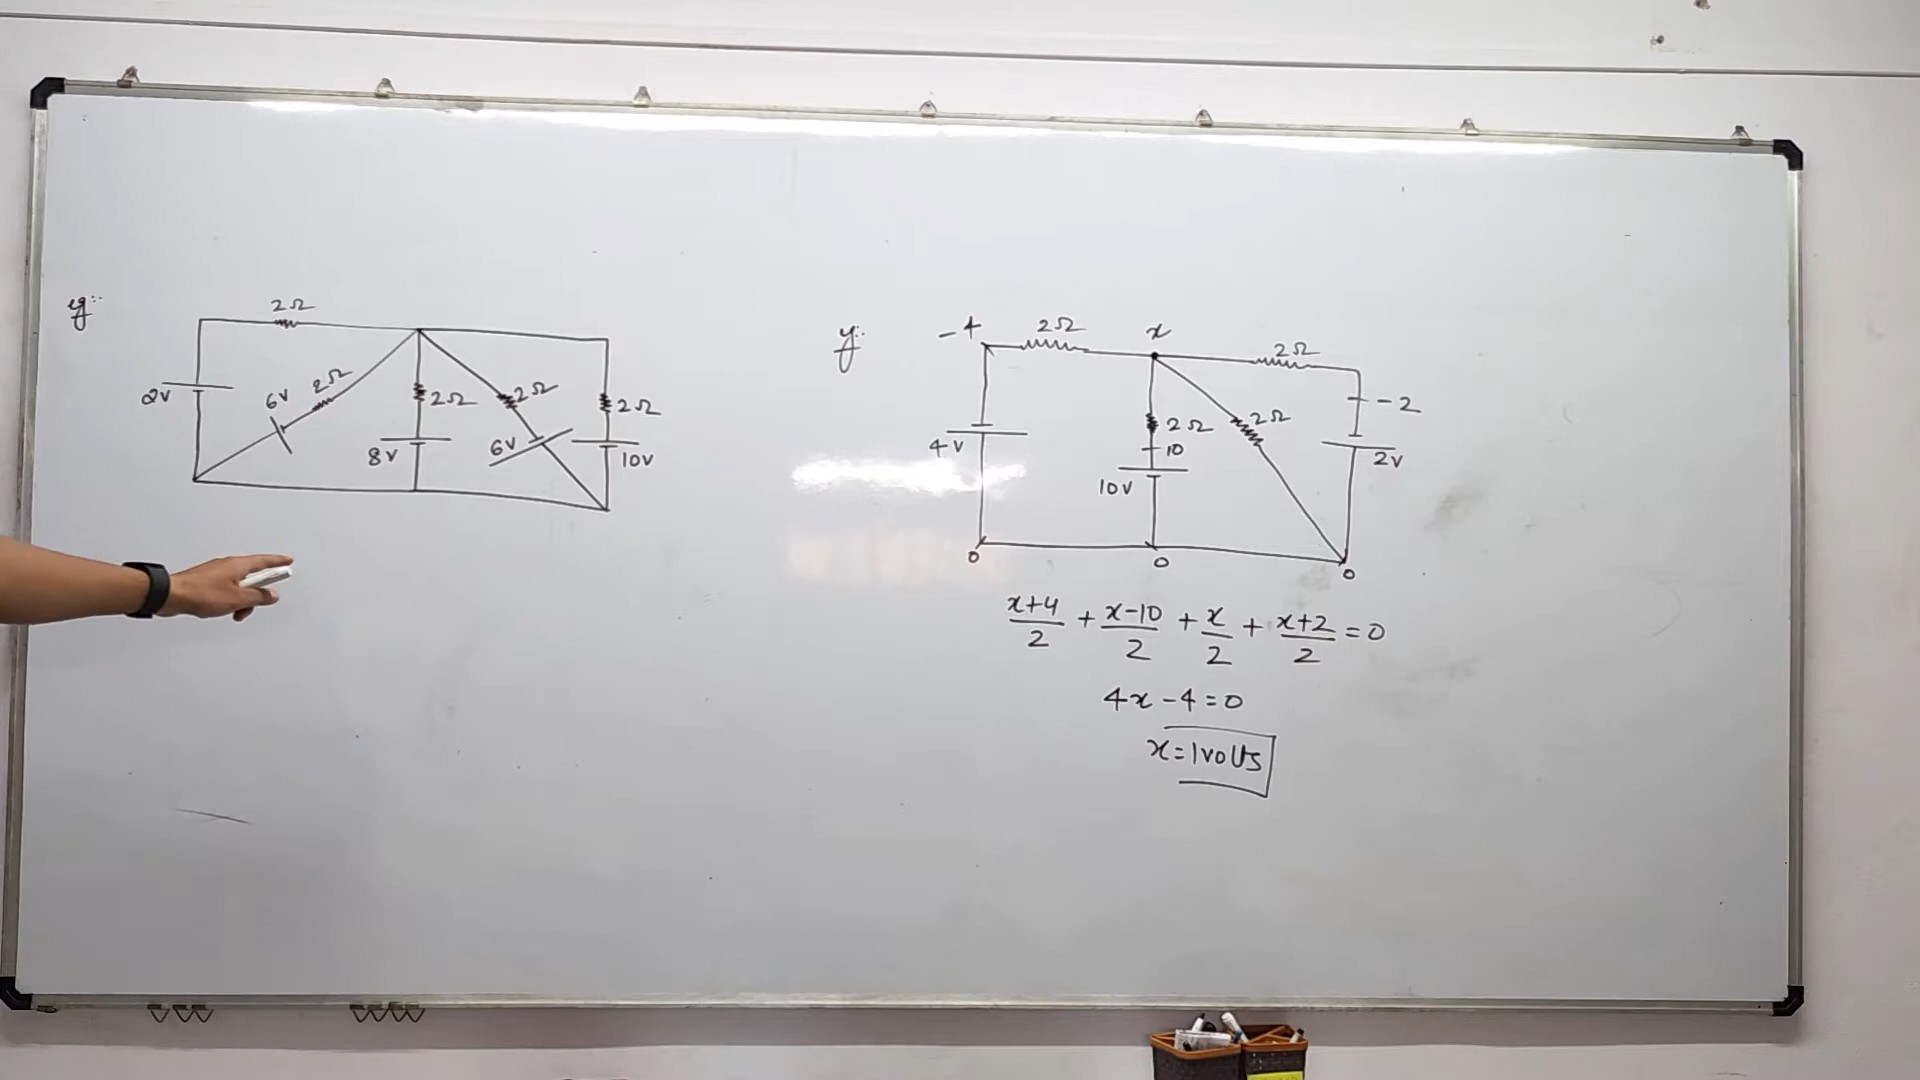 eg:-
2Ω
2V
6V
2Ω
2Ω
8V
2Ω
6V
2Ω
10V
eg:-
-4
2Ω
x
2Ω
4V
2Ω
10
10V
2Ω
-2
2V
0
0
0
x+4/2 + x-10/2 + x/2 + x+2/2 = 0
4x-4=0
x=1volts